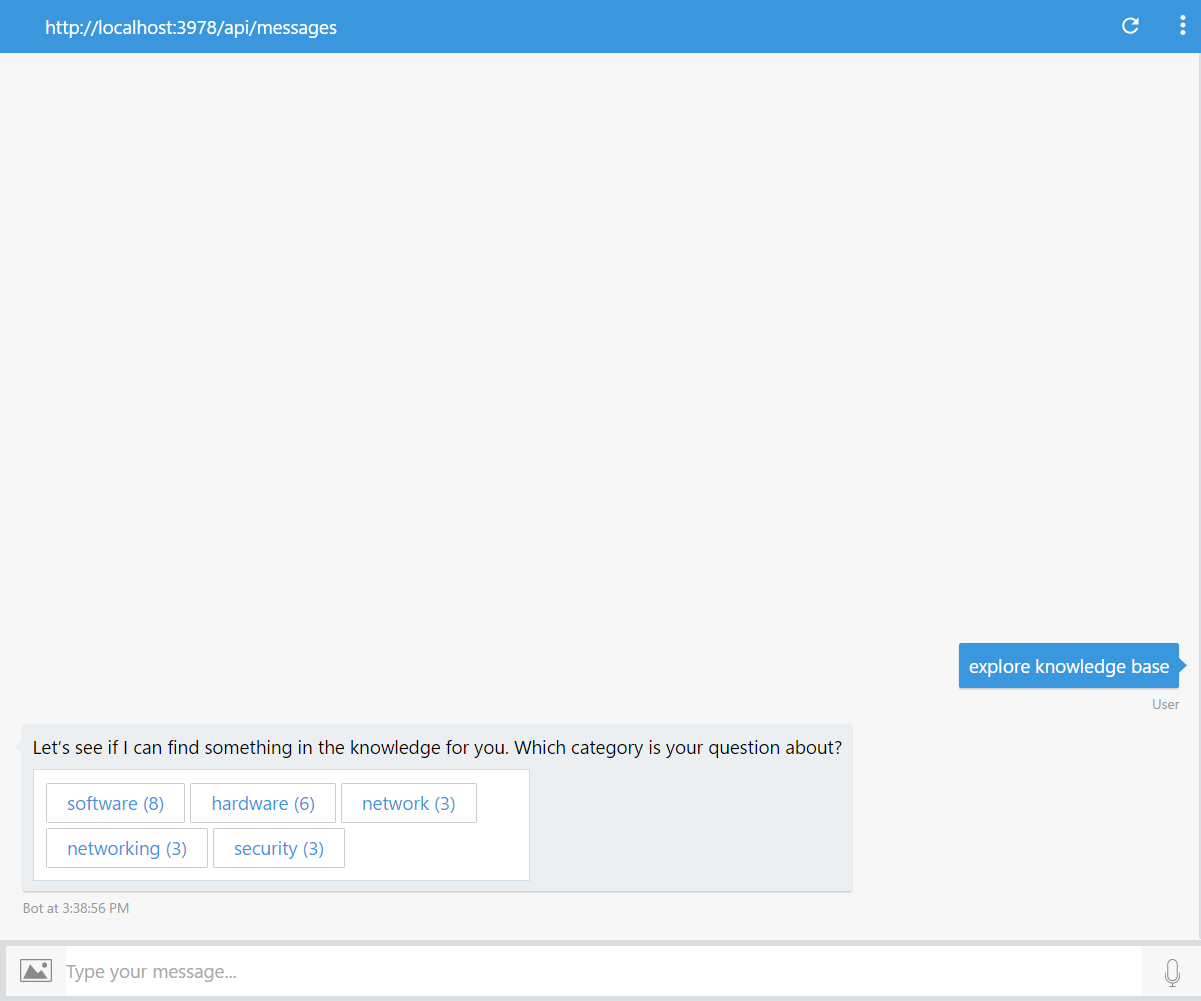 http://localhost:3978/api/messages
explore knowledge base
User
Let's see if I can find something in the knowledge for you. Which category is your question about?
software (8) hardware (6) network (3)
networking (3) security (3)
Bot at 3:38:56 PM
Type your message...